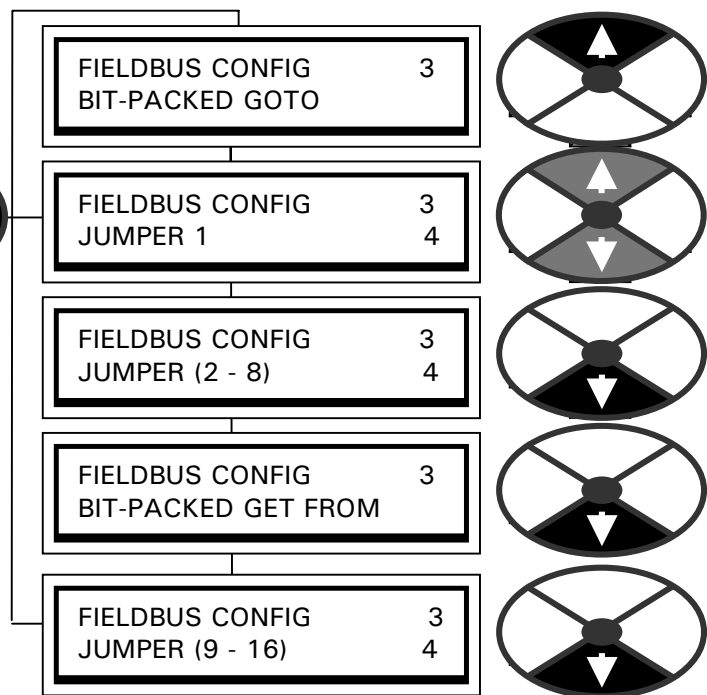 FIELDBUS CONFIG 3
BIT-PACKED GOTO
FIELDBUS CONFIG 3
JUMPER 1 4
FIELDBUS CONFIG 3
JUMPER (2 - 8) 4
FIELDBUS CONFIG 3
BIT-PACKED GET FROM
FIELDBUS CONFIG 3
JUMPER (9 - 16) 4